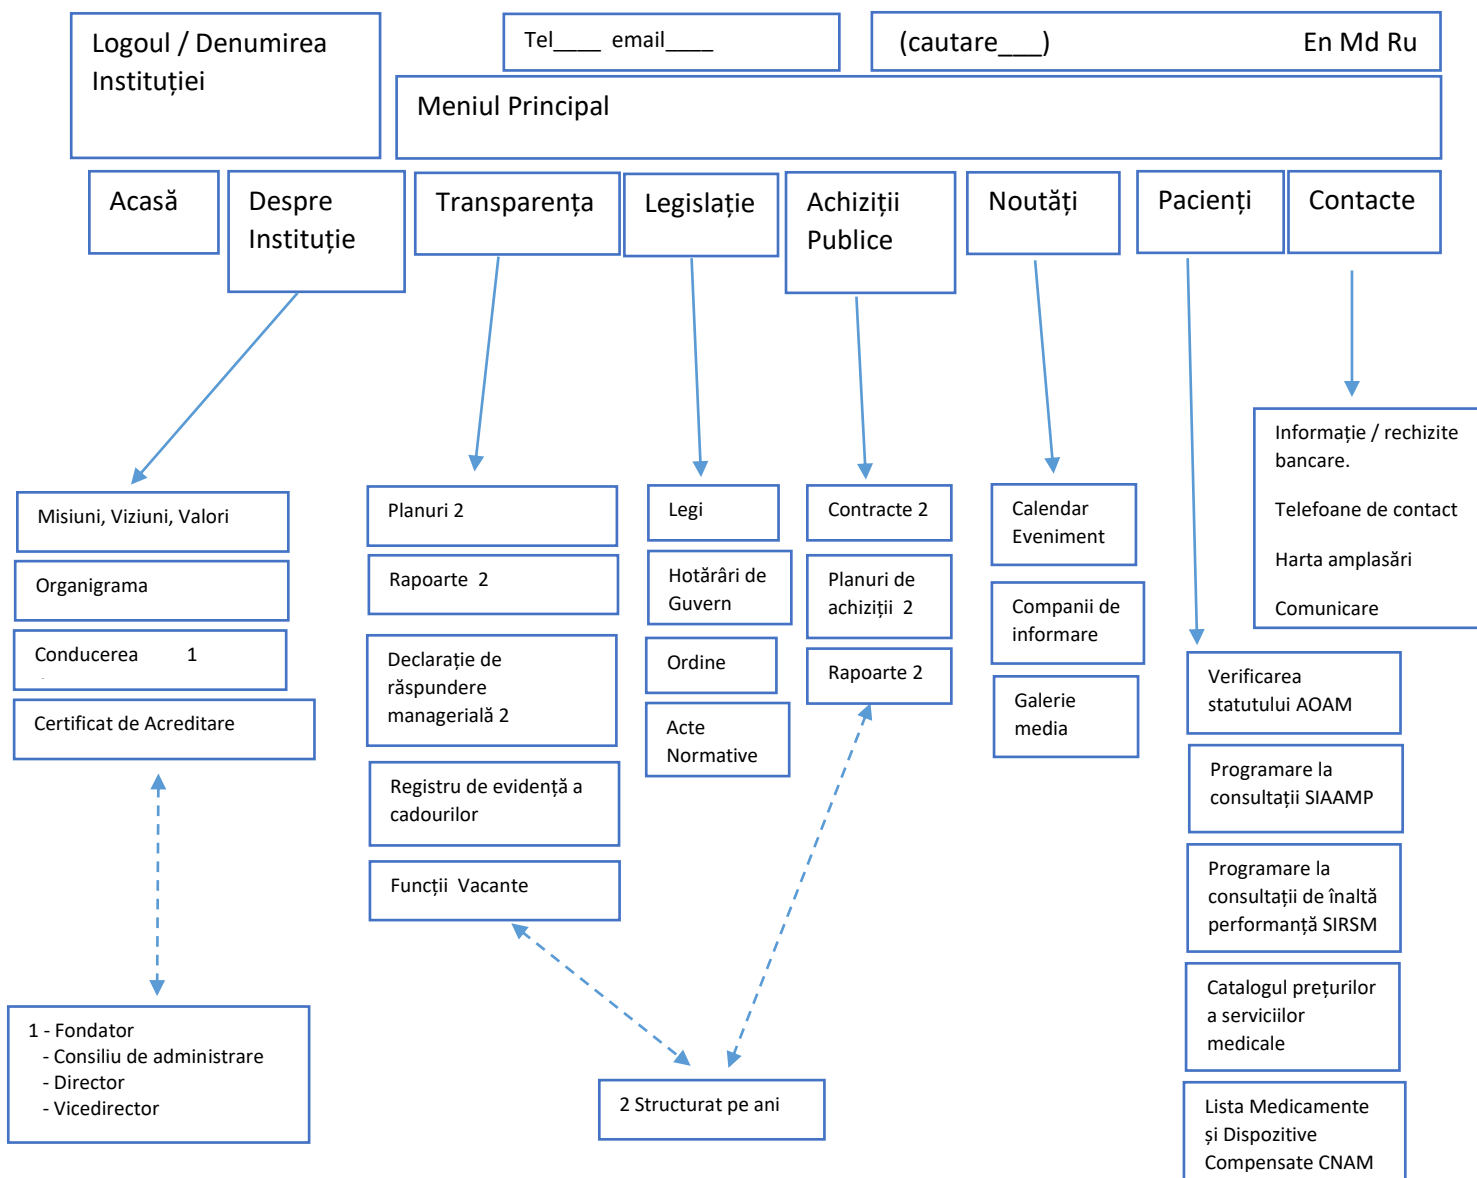 Logoul / Denumirea
Instituției
Tel____ email____
(cautare___) En Md Ru
Meniul Principal
Acasă
Despre
Instituție
Transparența
Legislație
Achiziții
Publice
Noutăți
Pacienți
Contacte
Misiuni, Viziuni, Valori
Organigrama
Conducerea 1
Certificat de Acreditare
1 - Fondator
- Consiliu de administrare
- Director
- Vicedirector
Planuri 2
Rapoarte 2
Declarație de
răspundere
managerială 2
Registru de evidență a
cadourilor
Funcții Vacante
Legi
Hotărâri de
Guvern
Ordine
Acte
Normative
Contracte 2
Planuri de
achiziții 2
Rapoarte 2
2 Structurat pe ani
Calendar
Eveniment
Companii de
informare
Galerie
media
Verificarea
statutului AOAM
Programare la
consultații SIAAMP
Programare la
consultații de înaltă
performanță SIRSM
Catalogul prețurilor
a serviciilor
medicale
Lista Medicamente
și Dispozitive
Compensate CNAM
Informație / rechizite
bancare.
Telefoane de contact
Harta amplasări
Comunicare